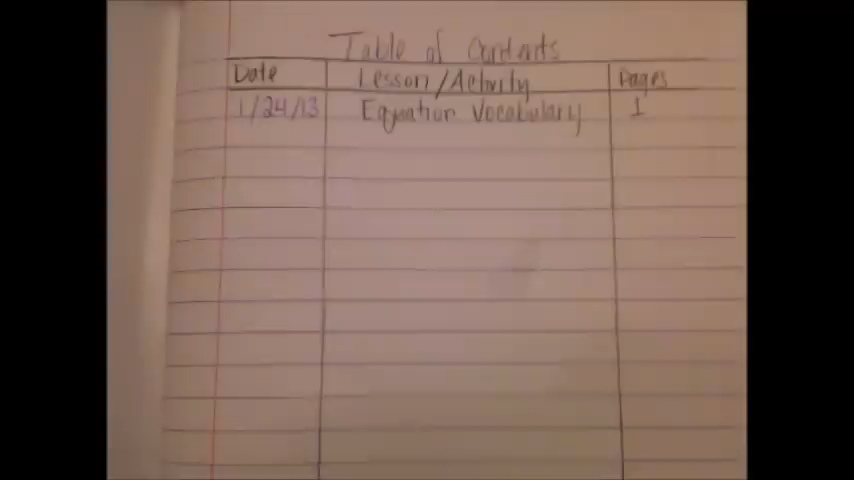 Table of Contents
Date Lesson/Activity Pages
1/24/13 Equation Vocabulary 1